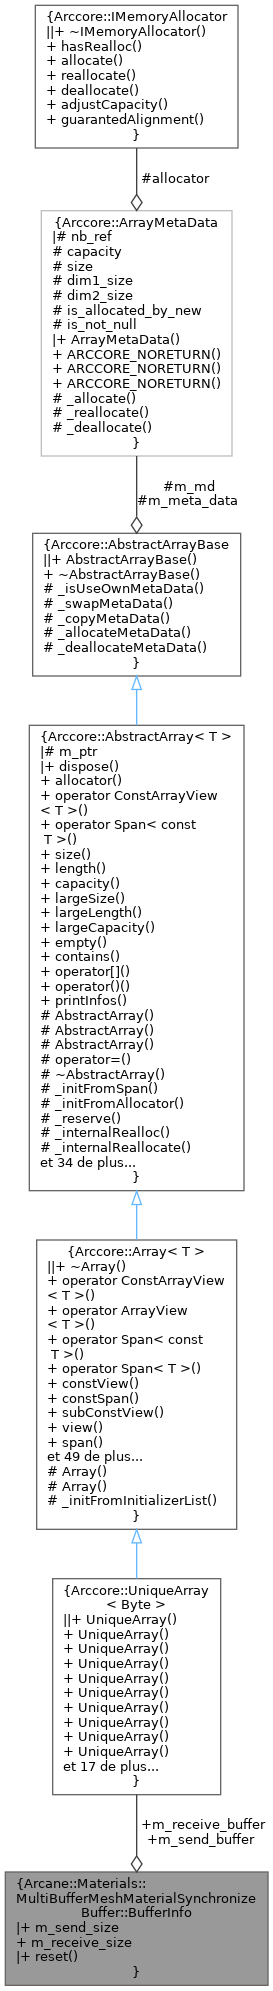 {Arccore::IMemoryAllocator
||+ ~IMemoryAllocator()
+ hasRealloc()
+ allocate()
+ reallocate()
+ deallocate()
+ adjustCapacity()
+ guarantedAlignment()
}
#allocator
{Arccore::ArrayMetaData
|# nb_ref
# capacity
# size
# dim1_size
# dim2_size
# is_allocated_by_new
# is_not_null
|+ ArrayMetaData()
+ ARCCORE_NORETURN()
+ ARCCORE_NORETURN()
+ ARCCORE_NORETURN()
# _allocate()
# _reallocate()
# _deallocate()
}
#m_md
#m_meta_data
{Arccore::AbstractArrayBase
||+ AbstractArrayBase()
+ ~AbstractArrayBase()
# _isUseOwnMetaData()
# _swapMetaData()
# _copyMetaData()
# _allocateMetaData()
# _deallocateMetaData()
}
{Arccore::AbstractArray< T >
|# m_ptr
|+ dispose()
+ allocator()
+ operator ConstArrayView
< T >()
+ operator Span< const
T >()
+ size()
+ length()
+ capacity()
+ largeSize()
+ largeLength()
+ largeCapacity()
+ empty()
+ contains()
+ operator[]()
+ operator()()
+ printInfos()
# AbstractArray()
# AbstractArray()
# AbstractArray()
# operator=()
# ~AbstractArray()
# _initFromSpan()
# _initFromAllocator()
# _reserve()
# _internalRealloc()
# _internalReallocate()
et 34 de plus...
}
{Arccore::Array< T >
||+ ~Array()
+ operator ConstArrayView
< T >()
+ operator ArrayView
< T >()
+ operator Span< const
T >()
+ operator Span< T >()
+ constView()
+ constSpan()
+ subConstView()
+ view()
+ span()
et 49 de plus...
# Array()
# Array()
# _initFromInitializerList()
}
{Arccore::UniqueArray
< Byte >
||+ UniqueArray()
+ UniqueArray()
+ UniqueArray()
+ UniqueArray()
+ UniqueArray()
+ UniqueArray()
+ UniqueArray()
+ UniqueArray()
+ UniqueArray()
+ UniqueArray()
et 17 de plus...
}
+m_receive_buffer
+m_send_buffer
{Arcane::Materials::
MultiBufferMeshMaterialSynchronize
Buffer::BufferInfo
|+ m_send_size
+ m_receive_size
|+ reset()
}